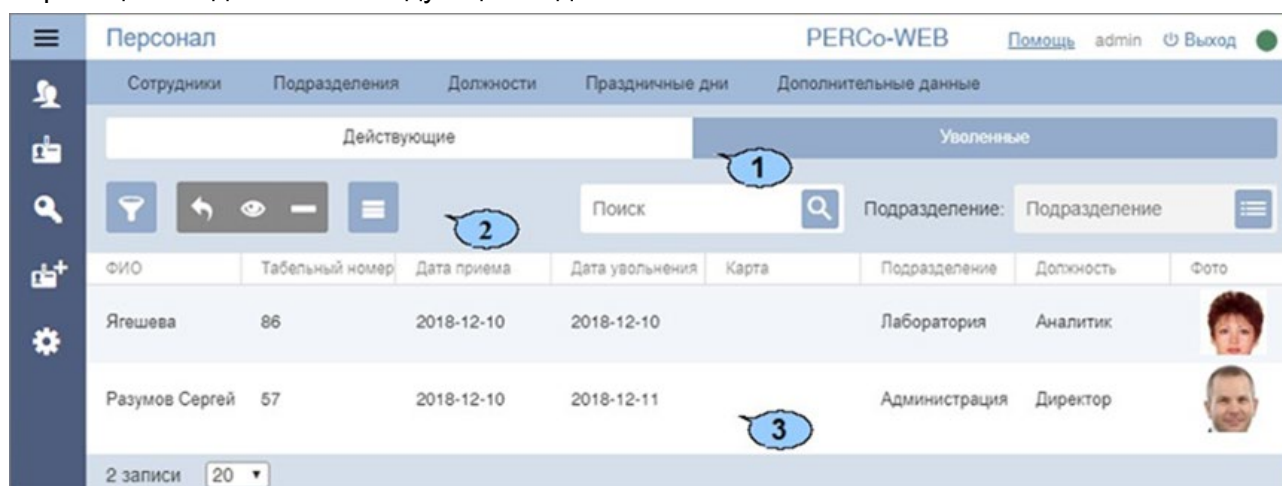 Персонал PERCo-WEB Помощь admin Выход
Сотрудники Подразделения Должности Праздничные дни Дополнительные данные
Действующие Уволенные
1
Поиск Подразделение: Подразделение
2
ФИО Табельный номер Дата приема Дата увольнения Карта Подразделение Должность Фото
Ягешева 86 2018-12-10 2018-12-10 Лаборатория Аналитик
Разумов Сергей 57 2018-12-10 2018-12-11 Администрация Директор
3
2 записи 20